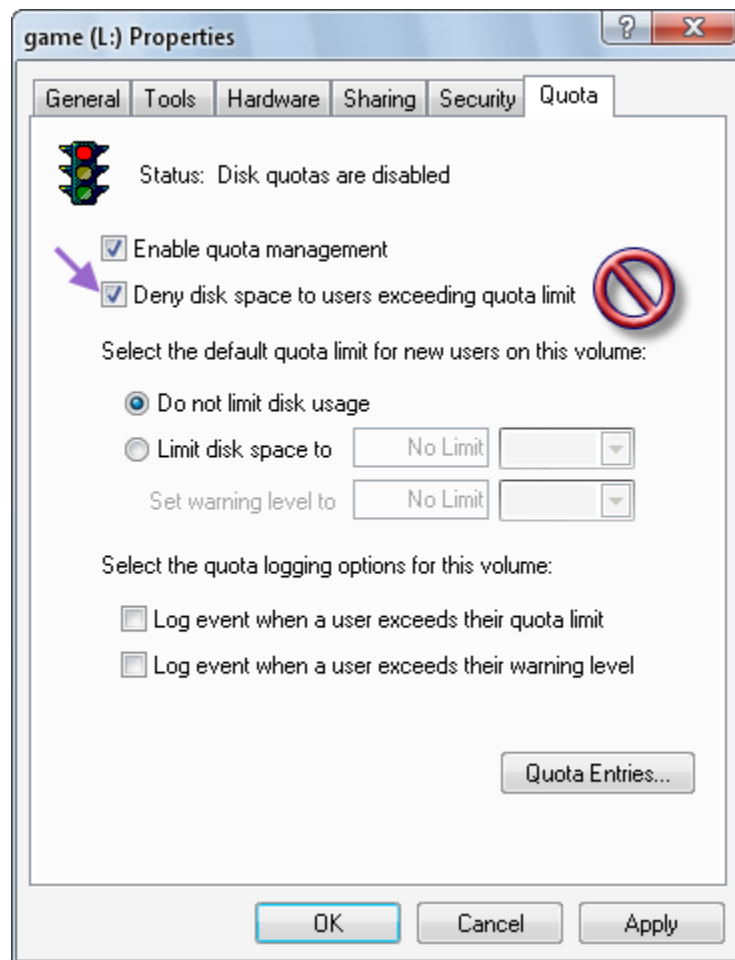 game (L:) Properties
General Tools Hardware Sharing Security Quota
Status: Disk quotas are disabled
Enable quota management
Deny disk space to users exceeding quota limit
Select the default quota limit for new users on this volume:
Do not limit disk usage
Limit disk space to No Limit
Set warning level to No Limit
Select the quota logging options for this volume:
Log event when a user exceeds their quota limit
Log event when a user exceeds their warning level
Quota Entries...
OK Cancel Apply